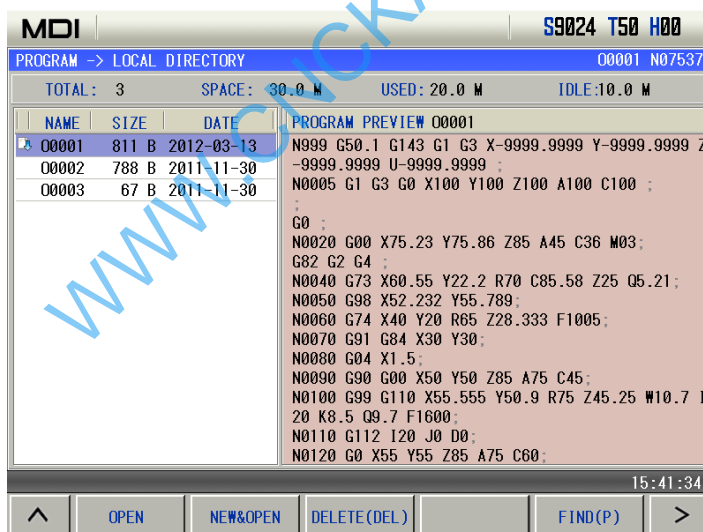 MDI S9024 T50 H00
PROGRAM -> LOCAL DIRECTORY O0001 N07537
TOTAL: 3 SPACE: 30.0 M USED: 20.0 M IDLE:10.0 M
NAME SIZE DATE
O0001 811 B 2012-03-13
O0002 788 B 2011-11-30
O0003 67 B 2011-11-30
PROGRAM PREVIEW O0001
N999 G50.1 G143 G1 G3 X-9999.9999 Y-9999.9999 Z
-9999.9999 U-9999.9999 ;
N0005 G1 G3 G0 X100 Y100 Z100 A100 C100 ;
;
G0 ;
N0020 G00 X75.23 Y75.86 Z85 A45 C36 M03;
G82 G2 G4 ;
N0040 G73 X60.55 Y22.2 R70 C85.58 Z25 Q5.21;
N0050 G98 X52.232 Y55.789;
N0060 G74 X40 Y20 R65 Z28.333 F1005;
N0070 G91 G84 X30 Y30;
N0080 G04 X1.5;
N0090 G90 G00 X50 Y50 Z85 A75 C45;
N0100 G99 G110 X55.555 Y50.9 R75 Z45.25 W10.7 I
20 K8.5 Q9.7 F1600;
N0110 G112 I20 J0 D0;
N0120 G0 X55 Y55 Z85 A75 C60;
15:41:34
^ OPEN NEW&OPEN DELETE(DEL) FIND(P) >